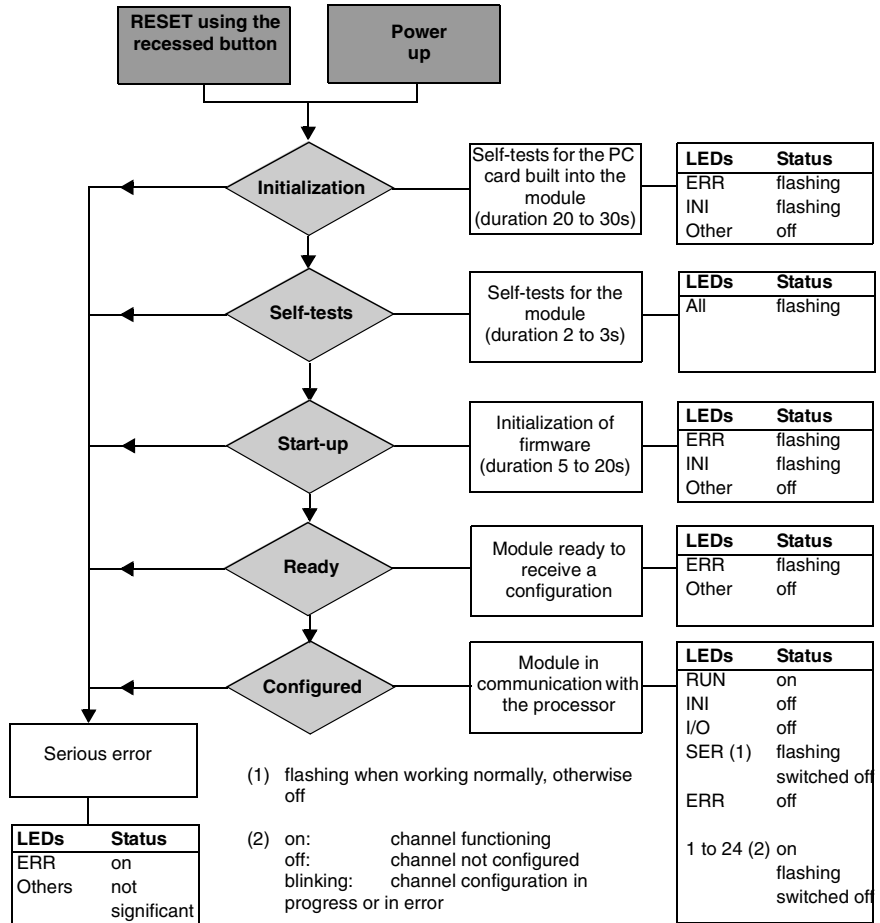 RESET using the
recessed button
Power
up
Initialization
Self-tests for the PC
card built into the
module
(duration 20 to 30s)
LEDs Status
ERR flashing
INI flashing
Other off
Self-tests
Self-tests for the
module
(duration 2 to 3s)
LEDs Status
All flashing
Start-up
Initialization of
firmware
(duration 5 to 20s)
LEDs Status
ERR flashing
INI flashing
Other off
Ready
Module ready to
receive a
configuration
LEDs Status
ERR flashing
Other off
Configured
Module in
communication with
the processor
LEDs Status
RUN on
INI off
I/O off
SER (1) flashing
switched off
ERR off
1 to 24 (2) on
flashing
switched off
Serious error
LEDs Status
ERR on
Others not
significant
(1) flashing when working normally, otherwise
off
(2) on: channel functioning
off: channel not configured
blinking: channel configuration in
progress or in error